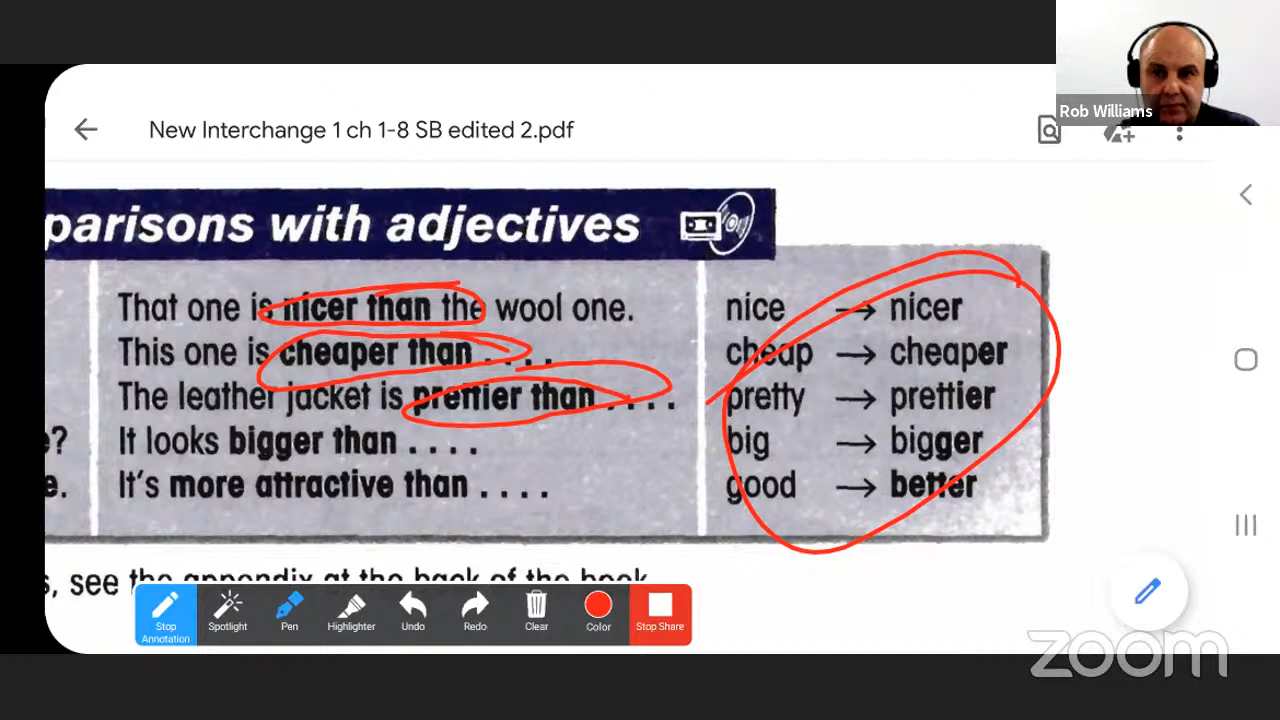 Rob Williams
New Interchange 1 ch 1-8 SB edited 2.pdf
parisons with adjectives
That one is nicer than the wool one.
This one is cheaper than . . . .
The leather jacket is prettier than . . . .
e? It looks bigger than . . . .
e. It's more attractive than . . . .
nice → nicer
cheap → cheaper
pretty → prettier
big → bigger
good → better
s, see the appendix at the back of the book
Stop Annotation
Spotlight
Pen
Highlighter
Undo
Redo
Clear
Color
Stop Share
zoom